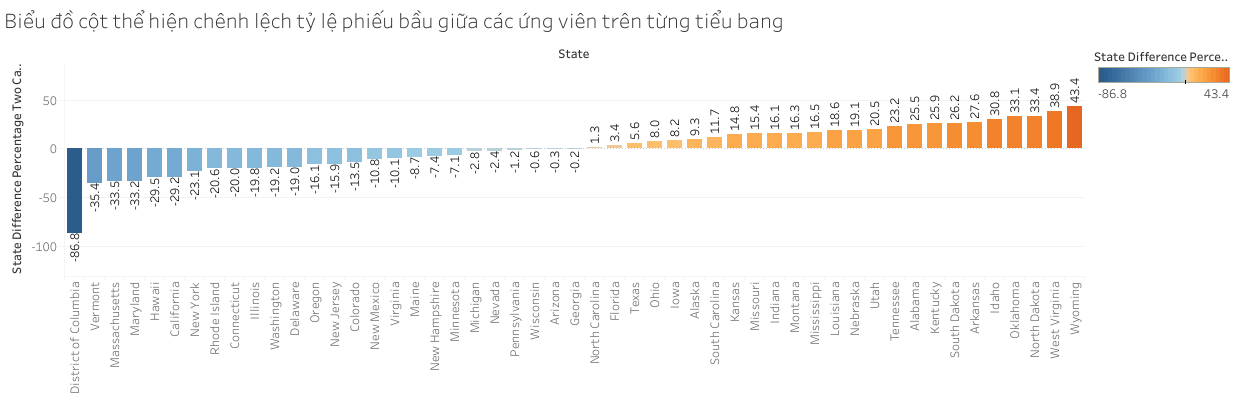 Biểu đồ cột thể hiện chênh lệch tỷ lệ phiếu bầu giữa các ứng viên trên từng tiểu bang
State
State Difference Perce..
-86.8
43.4
State Difference Percentage Two Ca..
50
0
-50
-100
-86.8
-35.4
-33.5
-33.2
-29.5
-29.2
-23.1
-20.6
-20.0
-19.8
-19.2
-19.0
-16.1
-15.9
-13.5
-10.8
-10.1
-8.7
-7.4
-7.1
-2.8
-2.4
-1.2
-0.6
-0.3
-0.2
1.3
3.4
5.6
8.0
8.2
9.3
11.7
14.8
15.4
16.1
16.3
16.5
18.6
19.1
20.5
23.2
25.5
25.9
26.2
27.6
30.8
33.1
33.4
38.9
43.4
District of Columbia
Vermont
Massachusetts
Maryland
Hawaii
California
New York
Rhode Island
Connecticut
Illinois
Washington
Delaware
Oregon
New Jersey
Colorado
New Mexico
Virginia
Maine
New Hampshire
Minnesota
Michigan
Nevada
Pennsylvania
Wisconsin
Arizona
Georgia
North Carolina
Florida
Texas
Ohio
Iowa
Alaska
South Carolina
Kansas
Missouri
Indiana
Montana
Mississippi
Louisiana
Nebraska
Utah
Tennessee
Alabama
Kentucky
South Dakota
Arkansas
Idaho
Oklahoma
North Dakota
West Virginia
Wyoming